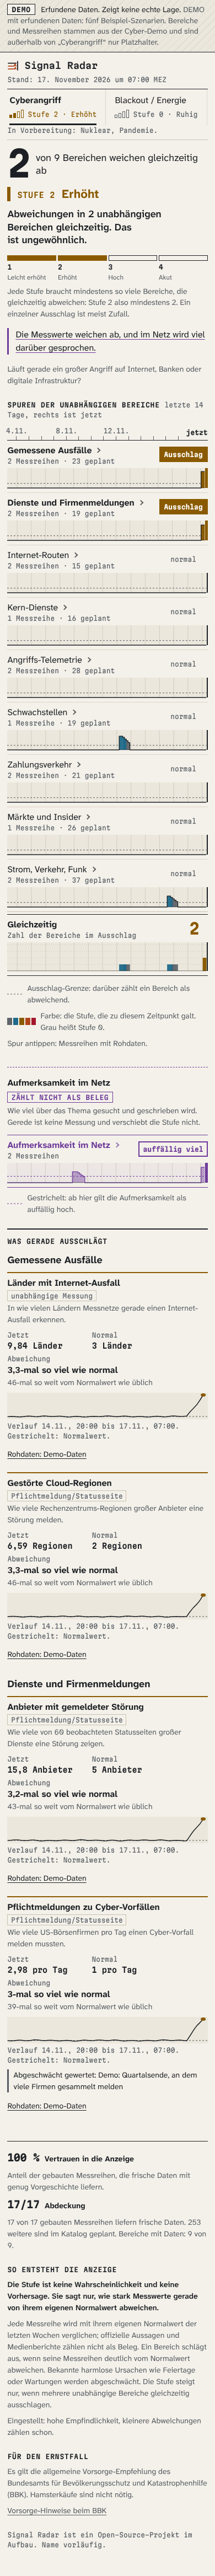 DEMO Erfundene Daten. Zeigt keine echte Lage. DEMO
mit erfundenen Daten: fünf Beispiel-Szenarien. Bereiche
und Messreihen stammen aus der Cyber-Demo und sind
außerhalb von „Cyberangriff“ nur Platzhalter.
Signal Radar
Stand: 17. November 2026 um 07:00 MEZ
Cyberangriff
Stufe 2 · Erhöht
Blackout / Energie
Stufe 0 · Ruhig
In Vorbereitung: Nuklear, Pandemie.
2 von 9 Bereichen weichen gleichzeitig
ab
STUFE 2 Erhöht
Abweichungen in 2 unabhängigen
Bereichen gleichzeitig. Das
ist ungewöhnlich.
1 2 3 4
Leicht erhöht Erhöht Hoch Akut
Jede Stufe braucht mindestens so viele Bereiche, die
gleichzeitig abweichen: Stufe 2 also mindestens 2. Ein
einzelner Ausschlag ist meist Zufall.
Die Messwerte weichen ab, und im Netz wird viel
darüber gesprochen.
Läuft gerade ein großer Angriff auf Internet, Banken oder
digitale Infrastruktur?
SPUREN DER UNABHÄNGIGEN BEREICHE letzte 14
Tage, rechts ist jetzt
4.11. 8.11. 12.11. jetzt
Gemessene Ausfälle >
2 Messreihen · 23 geplant
Ausschlag
Dienste und Firmenmeldungen >
2 Messreihen · 19 geplant
Ausschlag
Internet-Routen >
2 Messreihen · 15 geplant
normal
Kern-Dienste >
1 Messreihe · 16 geplant
normal
Angriffs-Telemetrie >
2 Messreihen · 28 geplant
normal
Schwachstellen >
1 Messreihe · 19 geplant
normal
Zahlungsverkehr >
2 Messreihen · 21 geplant
normal
Märkte und Insider >
1 Messreihe · 26 geplant
normal
Strom, Verkehr, Funk >
2 Messreihen · 37 geplant
normal
Gleichzeitig
Zahl der Bereiche im Ausschlag
2
Ausschlag-Grenze: darüber zählt ein Bereich als
abweichend.
Farbe: die Stufe, die zu diesem Zeitpunkt galt.
Grau heißt Stufe 0.
Spur antippen: Messreihen mit Rohdaten.
Aufmerksamkeit im Netz
ZÄHLT NICHT ALS BELEG
Wie viel über das Thema gesucht und geschrieben wird.
Gerede ist keine Messung und verschiebt die Stufe nicht.
Aufmerksamkeit im Netz >
2 Messreihen
auffällig viel
Gestrichelt: ab hier gilt die Aufmerksamkeit als
auffällig hoch.
WAS GERADE AUSSCHLÄGT
Gemessene Ausfälle
Länder mit Internet-Ausfall
unabhängige Messung
In wie vielen Ländern Messnetze gerade einen Internet-
Ausfall erkennen.
Jetzt Normal
9,84 Länder 3 Länder
Abweichung
3,3-mal so viel wie normal
46-mal so weit vom Normalwert wie üblich
Verlauf 14.11., 20:00 bis 17.11., 07:00.
Gestrichelt: Normalwert.
Rohdaten: Demo-Daten
Gestörte Cloud-Regionen
Pflichtmeldung/Statusseite
Wie viele Rechenzentrums-Regionen großer Anbieter eine
Störung melden.
Jetzt Normal
6,59 Regionen 2 Regionen
Abweichung
3,3-mal so viel wie normal
46-mal so weit vom Normalwert wie üblich
Verlauf 14.11., 20:00 bis 17.11., 07:00.
Gestrichelt: Normalwert.
Rohdaten: Demo-Daten
Dienste und Firmenmeldungen
Anbieter mit gemeldeter Störung
Pflichtmeldung/Statusseite
Wie viele von 60 beobachteten Statusseiten großer
Dienste eine Störung zeigen.
Jetzt Normal
15,8 Anbieter 5 Anbieter
Abweichung
3,2-mal so viel wie normal
43-mal so weit vom Normalwert wie üblich
Verlauf 14.11., 20:00 bis 17.11., 07:00.
Gestrichelt: Normalwert.
Rohdaten: Demo-Daten
Pflichtmeldungen zu Cyber-Vorfällen
Pflichtmeldung/Statusseite
Wie viele US-Börsenfirmen pro Tag einen Cyber-Vorfall
melden mussten.
Jetzt Normal
2,98 pro Tag 1 pro Tag
Abweichung
3-mal so viel wie normal
39-mal so weit vom Normalwert wie üblich
Verlauf 14.11., 20:00 bis 17.11., 07:00.
Gestrichelt: Normalwert.
Abgeschwächt gewertet: Demo: Quartalsende, an dem
viele Firmen gesammelt melden
Rohdaten: Demo-Daten
100 % Vertrauen in die Anzeige
Anteil der gebauten Messreihen, die frische Daten mit
genug Vorgeschichte liefern.
17/17 Abdeckung
17 von 17 gebauten Messreihen liefern frische Daten. 253
weitere sind im Katalog geplant. Bereiche mit Daten: 9 von
9.
SO ENTSTEHT DIE ANZEIGE
Die Stufe ist keine Wahrscheinlichkeit und keine
Vorhersage. Sie sagt nur, wie stark Messwerte gerade
von ihrem eigenen Normalwert abweichen.
Jede Messreihe wird mit ihrem eigenen Normalwert der
letzten Wochen verglichen; offizielle Aussagen und
Medienberichte zählen nicht als Beleg. Ein Bereich schlägt
aus, wenn seine Messreihen deutlich vom Normalwert
abweichen. Bekannte harmlose Ursachen wie Feiertage
oder Wartungen werden abgeschwächt. Die Stufe steigt
nur, wenn mehrere unabhängige Bereiche gleichzeitig
ausschlagen.
Eingestellt: hohe Empfindlichkeit, kleinere Abweichungen
zählen schon.
FÜR DEN ERNSTFALL
Es gilt die allgemeine Vorsorge-Empfehlung des
Bundesamts für Bevölkerungsschutz und Katastrophenhilfe
(BBK). Hamsterkäufe sind nicht nötig.
Vorsorge-Hinweise beim BBK
Signal Radar ist ein Open-Source-Projekt im
Aufbau. Name vorläufig.